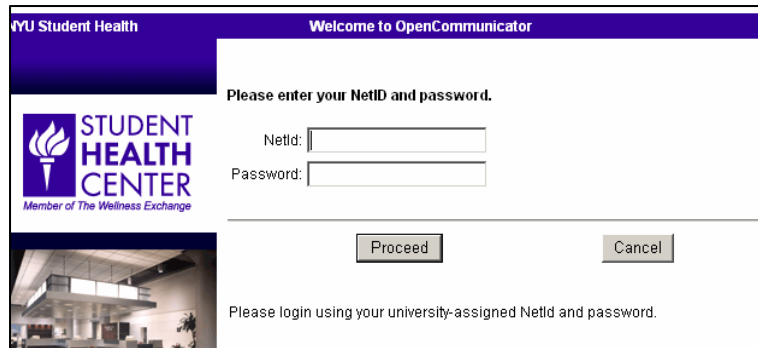 NYU Student Health
Welcome to OpenCommunicator
Please enter your NetID and password.
NetId:
Password:
STUDENT
HEALTH
CENTER
Member of The Wellness Exchange
Proceed
Cancel
Please login using your university-assigned NetId and password.